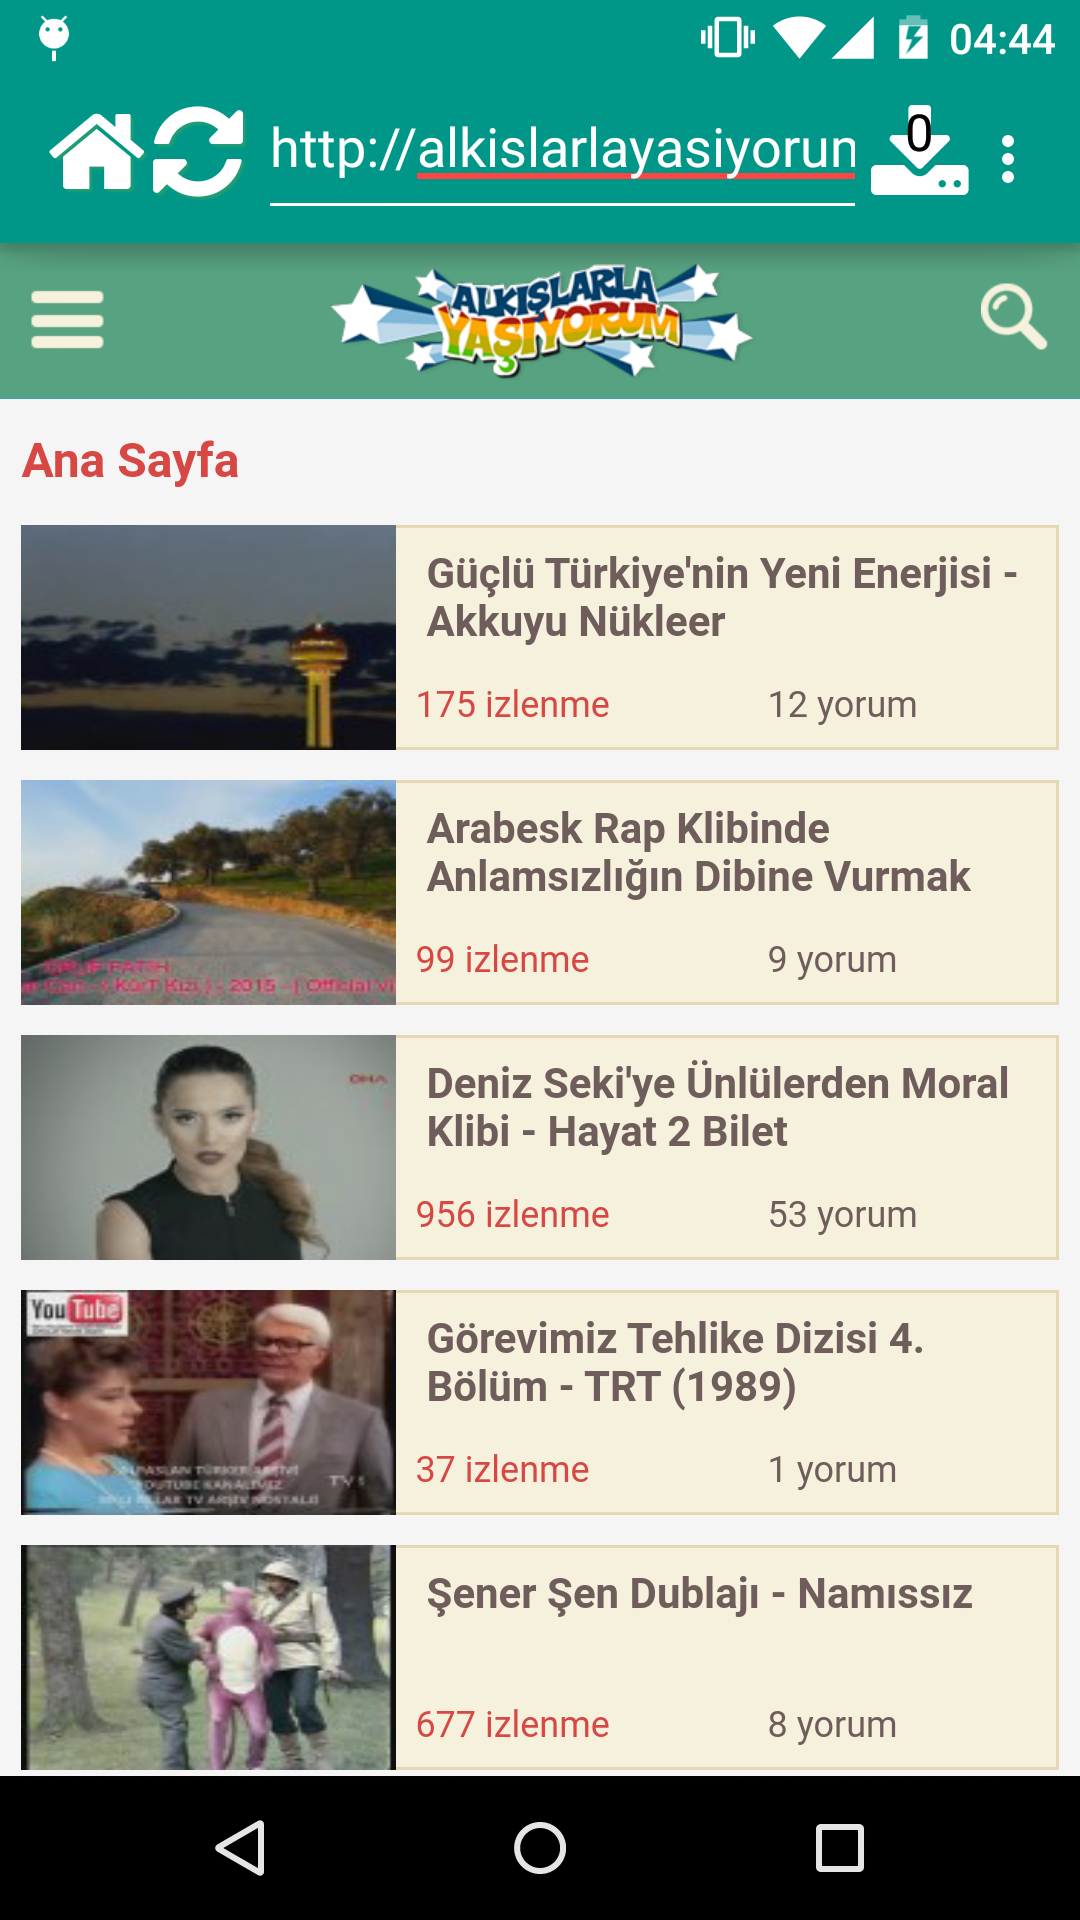 04:44
http://alkislarlayasiyorun
0
ALKIŞLARLA
YAŞIYORUM
Ana Sayfa
Güçlü Türkiye'nin Yeni Enerjisi -
Akkuyu Nükleer
175 izlenme
12 yorum
Arabesk Rap Klibinde
Anlamsızlığın Dibine Vurmak
99 izlenme
9 yorum
Deniz Seki'ye Ünlülerden Moral
Klibi - Hayat 2 Bilet
956 izlenme
53 yorum
You Tube
Görevimiz Tehlike Dizisi 4.
Bölüm - TRT (1989)
37 izlenme
1 yorum
Şener Şen Dublajı - Namıssız
677 izlenme
8 yorum